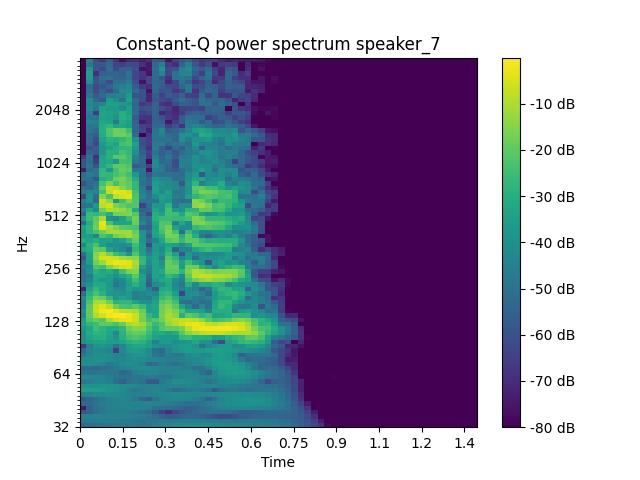 Constant-Q power spectrum speaker_7
Hz
2048
1024
512
256
128
64
32
0 0.15 0.3 0.45 0.6 0.75 0.9 1.1 1.2 1.4
Time
-10 dB
-20 dB
-30 dB
-40 dB
-50 dB
-60 dB
-70 dB
-80 dB